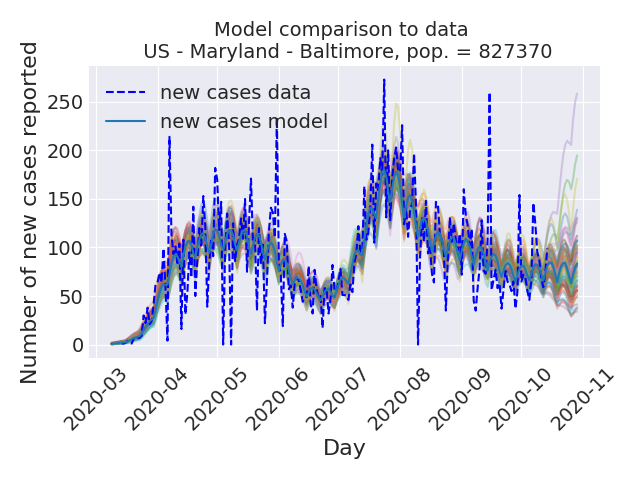 Model comparison to data
US - Maryland - Baltimore, pop. = 827370
Number of new cases reported
250
200
150
100
50
0
new cases data
new cases model
2020-03
2020-04
2020-05
2020-06
2020-07
2020-08
2020-09
2020-10
2020-11
Day